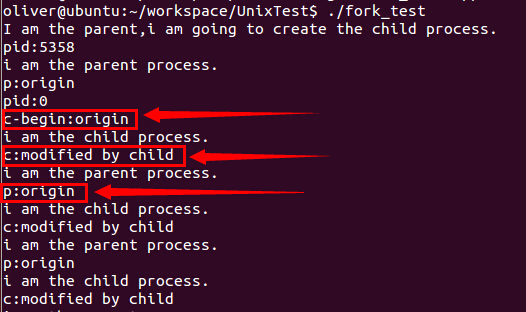 oliver@ubuntu:~/workspace/UnixTest$ ./fork_test
I am the parent,i am going to create the child process.
pid:5358
i am the parent process.
p:origin
pid:0
c-begin:origin
i am the child process.
c:modified by child
i am the parent process.
p:origin
i am the child process.
c:modified by child
i am the parent process.
p:origin
i am the child process.
c:modified by child